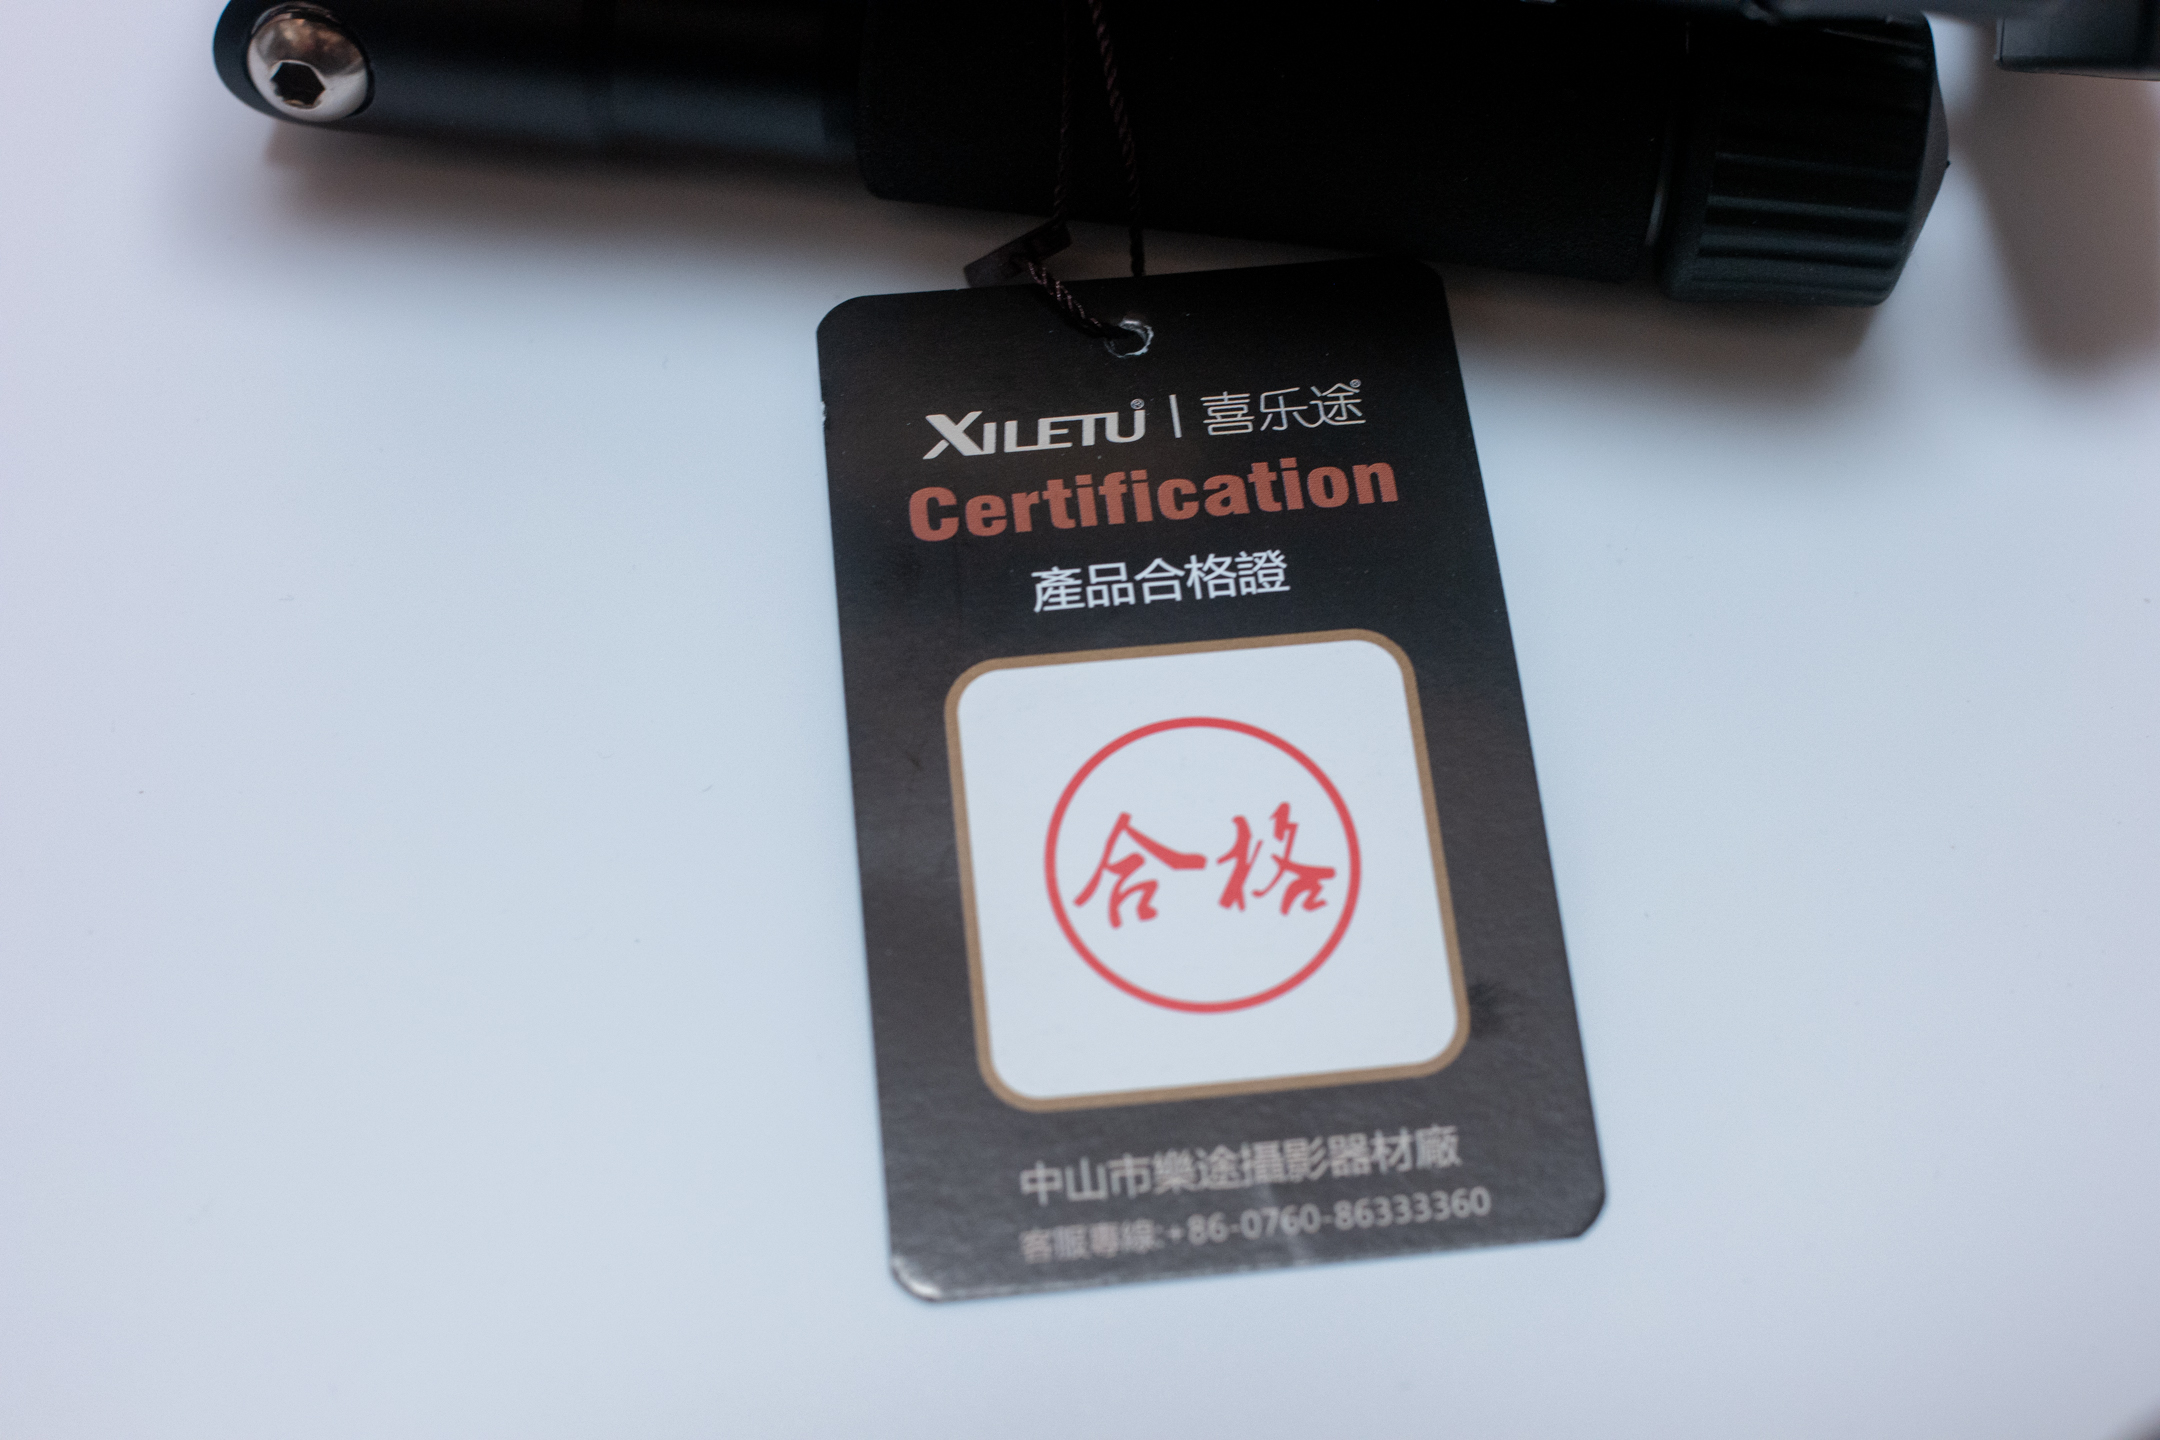 XILETU® | 喜乐途®
Certification
產品合格證
合格
中山市樂途攝影器材廠
客服專線:+86-0760-86333360